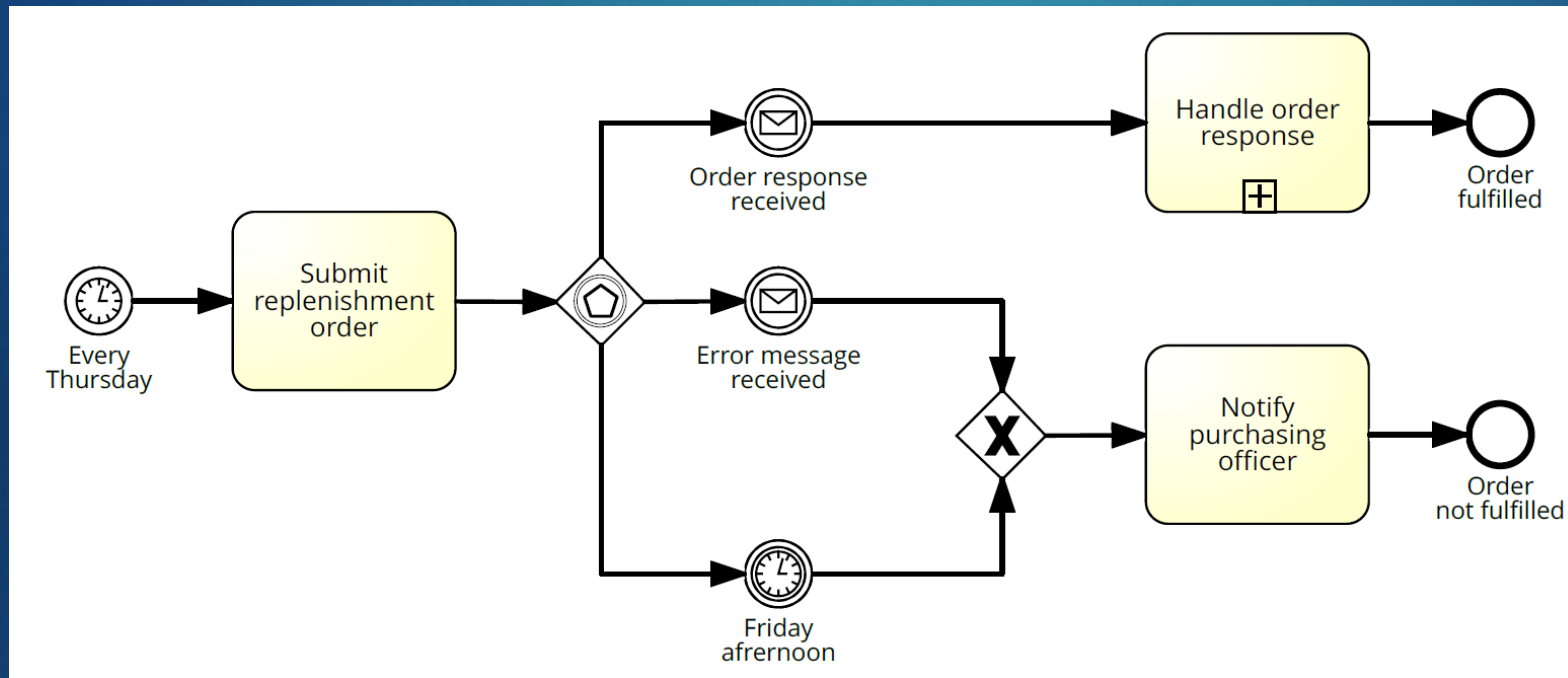 Every
Thursday
Submit
replenishment
order
Order response
received
Handle order
response
Order
fulfilled
Error message
received
X
Notify
purchasing
officer
Order
not fulfilled
Friday
afrernoon